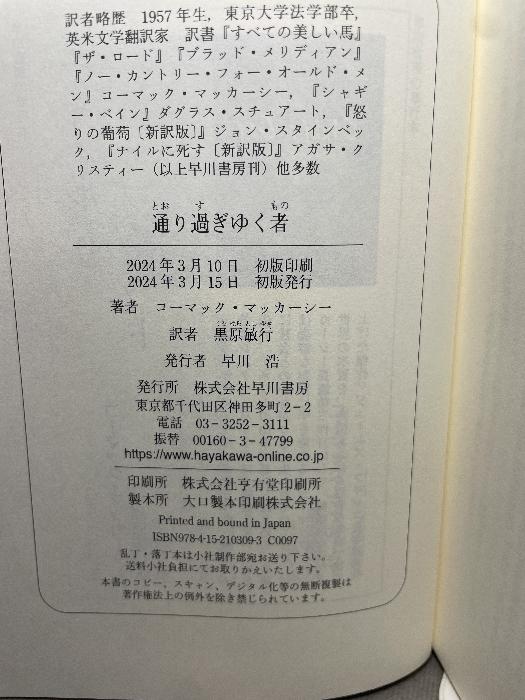 訳者略歴　1957年生，東京大学法学部卒，
英米文学翻訳家　訳書『すべての美しい馬』
『ザ・ロード』『ブラッド・メリディアン』
『ノー・カントリー・フォー・オールド・メ
ン』コーマック・マッカーシー，『シャギ
ー・ベイン』ダグラス・スチュアート，『怒
りの葡萄〔新訳版〕』ジョン・スタインベッ
ク，『ナイルに死す〔新訳版〕』アガサ・ク
リスティー（以上早川書房刊）他多数
とお　す　もの
通り過ぎゆく者
2024年3月10日　初版印刷
2024年3月15日　初版発行
著者　コーマック・マッカーシー
訳者　黒原敏行
発行者　早川　浩
発行所　株式会社早川書房
東京都千代田区神田多町2－2
電話　03－3252－3111
振替　00160－3－47799
https://www.hayakawa-online.co.jp
印刷所　株式会社亨有堂印刷所
製本所　大口製本印刷株式会社
Printed and bound in Japan
ISBN978-4-15-210309-3 C0097
乱丁・落丁本は小社制作部宛お送り下さい。
送料小社負担にてお取りかえいたします。
本書のコピー、スキャン、デジタル化等の無断複製は
著作権法上の例外を除き禁じられています。